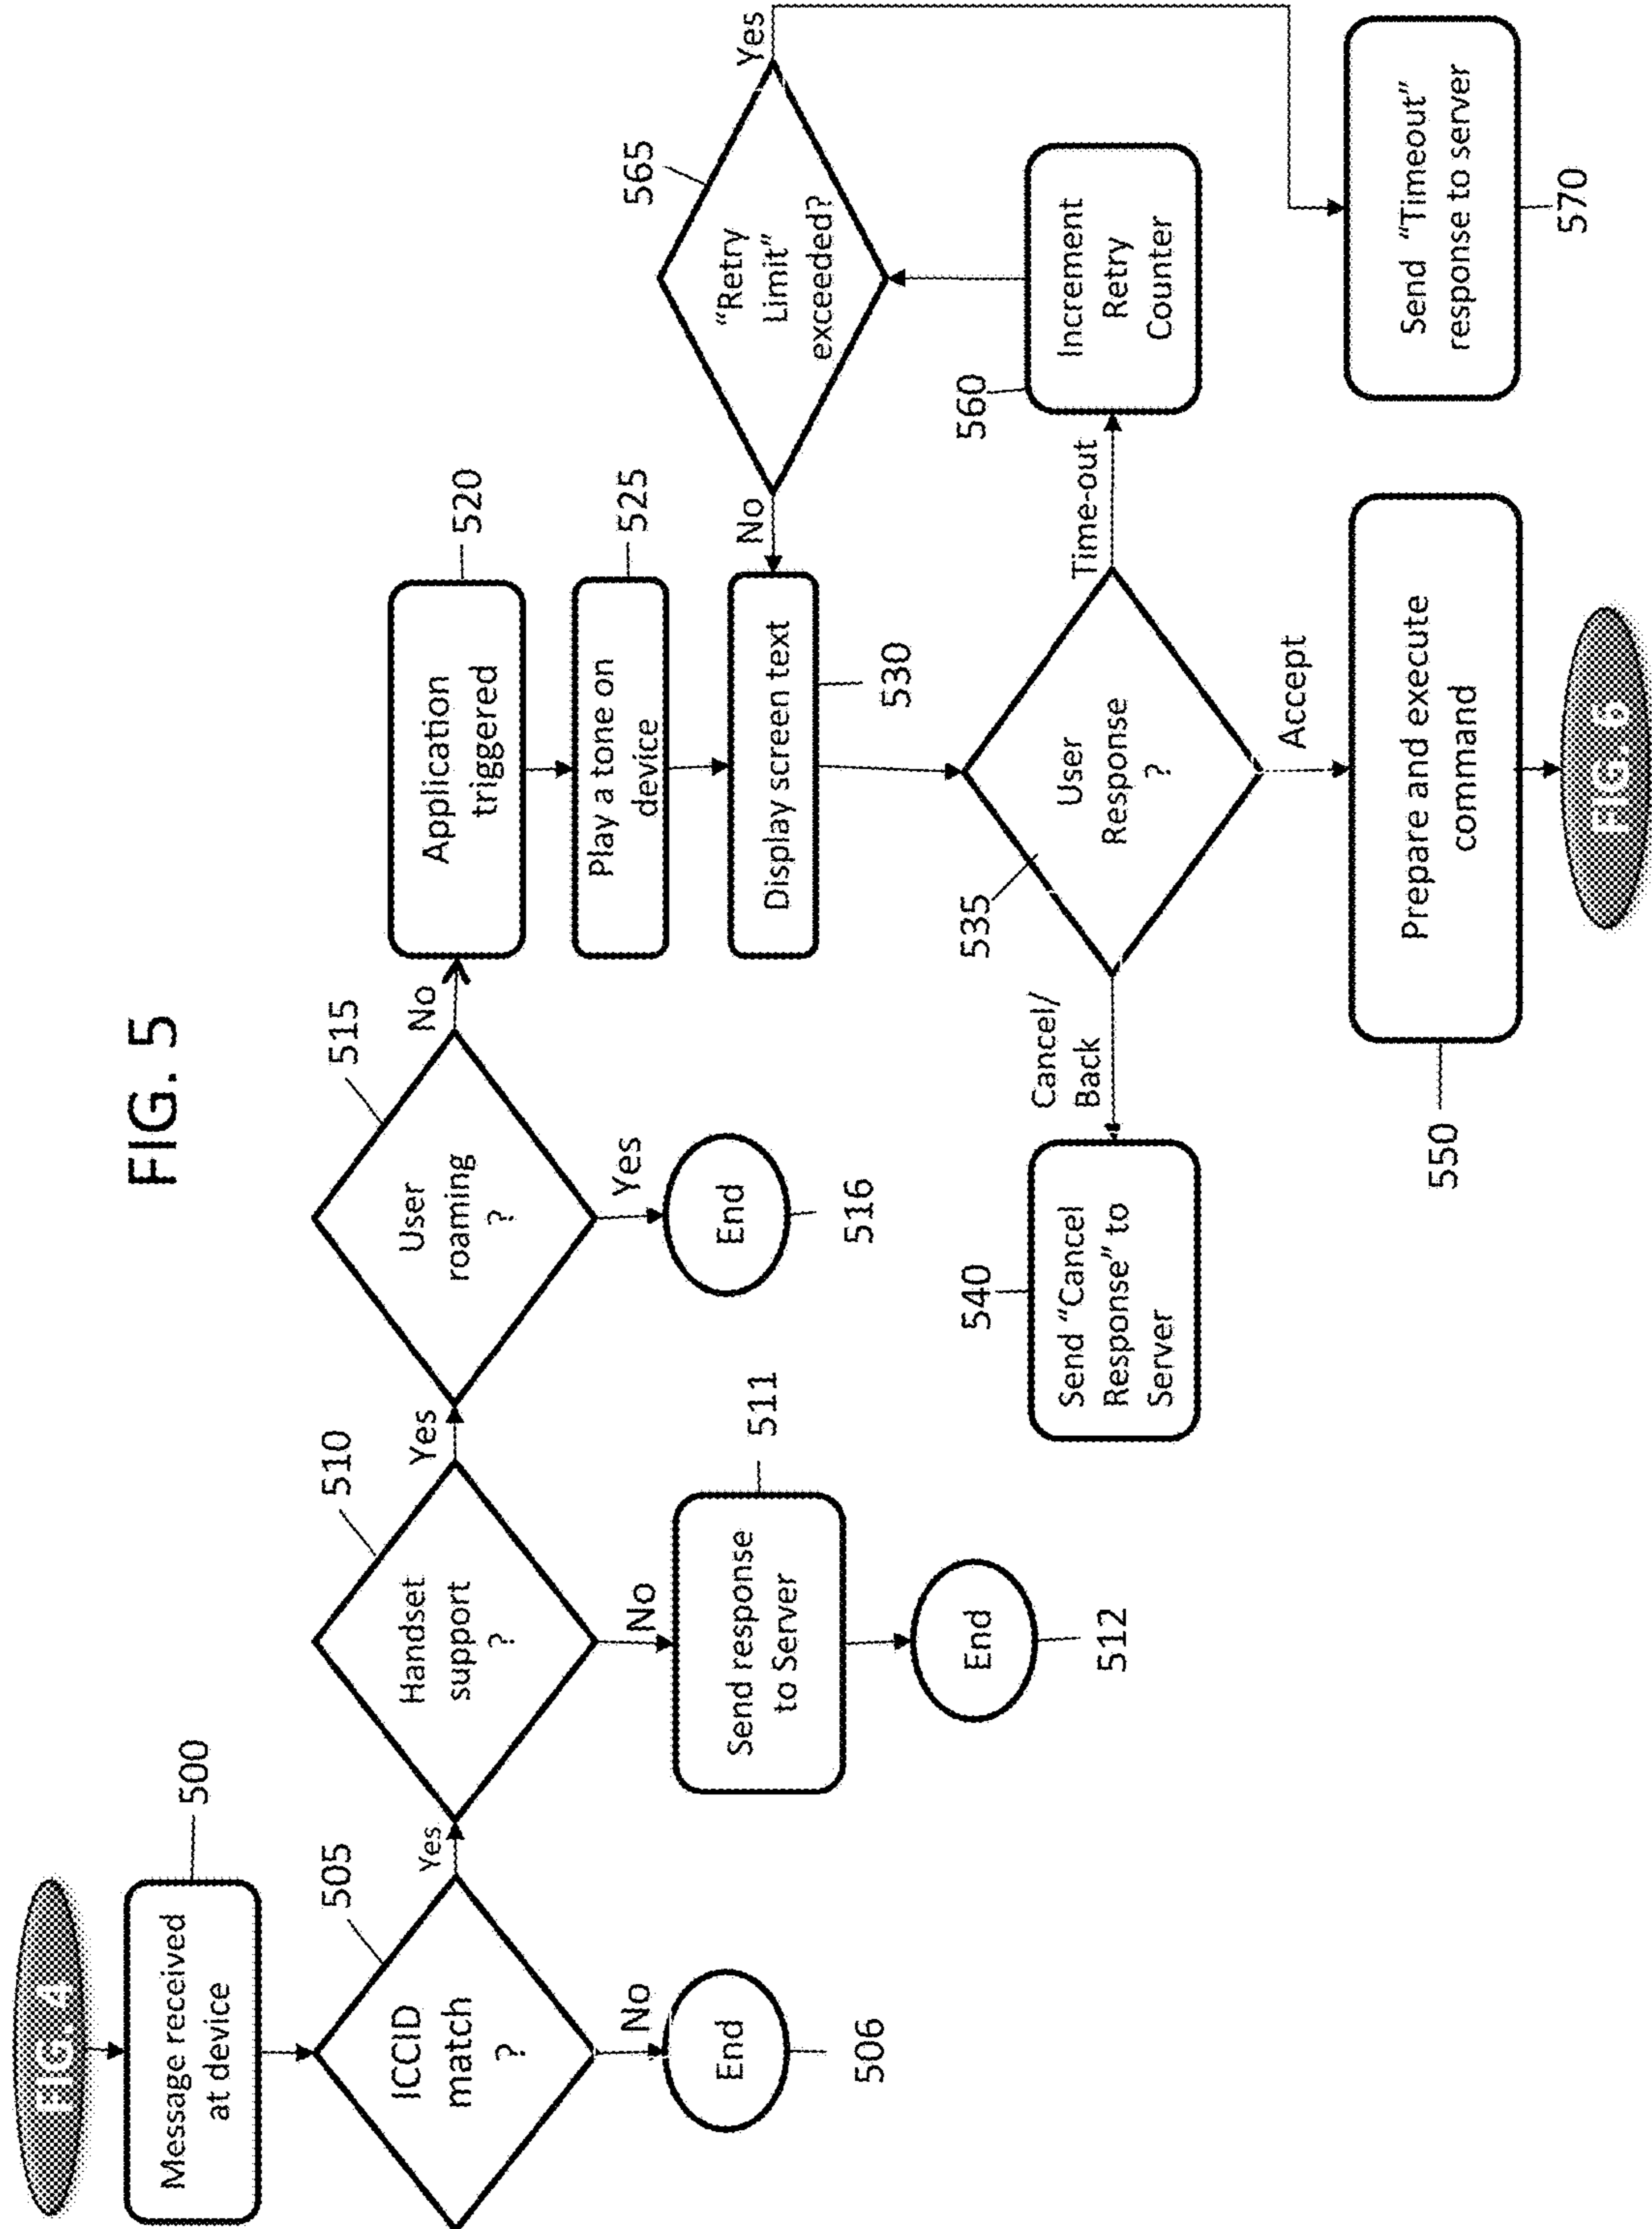 FIG. 5
FIG. 4
Message received
at device
500
ICCID
match
?
505
Yes
No
End
506
Handset
support
?
510
Yes
No
Send response
to Server
511
End
512
User
roaming
?
515
No
Yes
End
516
Application
triggered
520
Play a tone on
device
525
Display screen text
530
User
Response
?
535
Cancel/
Back
Send "Cancel
Response" to
Server
540
Accept
Prepare and execute
command
550
FIG. 6
Time-out
Increment
Retry
Counter
560
"Retry
Limit"
exceeded?
565
No
Yes
Send "Timeout"
response to server
570